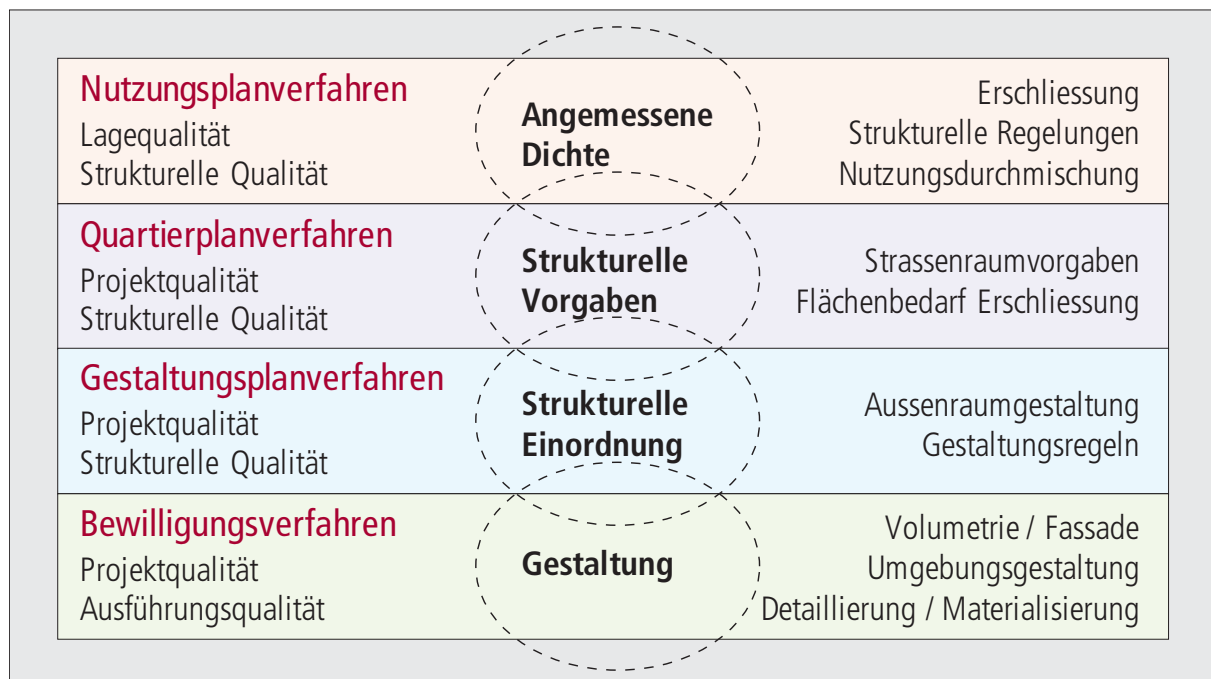 Nutzungsplanverfahren
Lagequalität
Strukturelle Qualität
Angemessene
Dichte
Erschliessung
Strukturelle Regelungen
Nutzungsdurchmischung
Quartierplanverfahren
Projektqualität
Strukturelle Qualität
Strukturelle
Vorgaben
Strassenraumvorgaben
Flächenbedarf Erschliessung
Gestaltungsplanverfahren
Projektqualität
Strukturelle Qualität
Strukturelle
Einordnung
Aussenraumgestaltung
Gestaltungsregeln
Bewilligungsverfahren
Projektqualität
Ausführungsqualität
Gestaltung
Volumetrie / Fassade
Umgebungsgestaltung
Detaillierung / Materialisierung